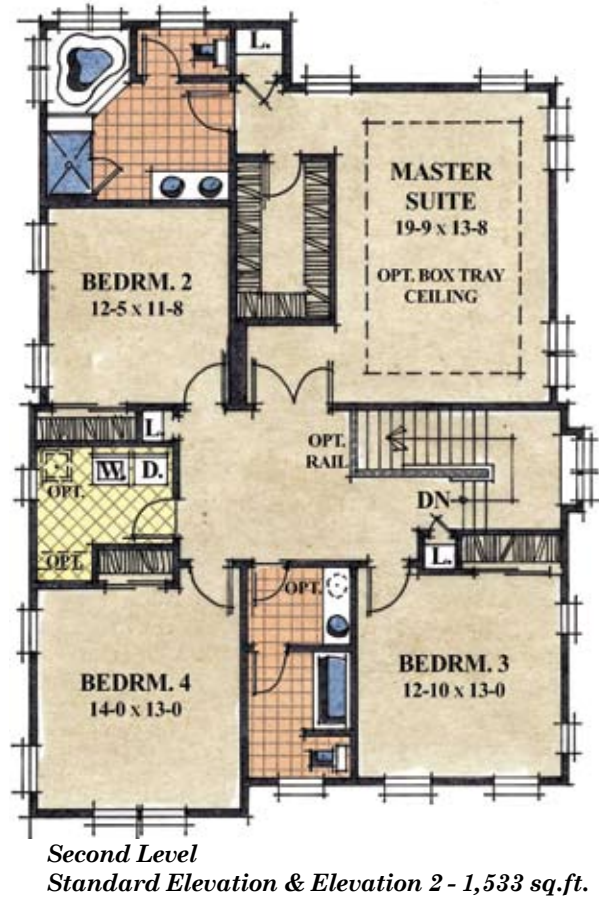 L.
MASTER
SUITE
19-9 x 13-8
OPT. BOX TRAY
CEILING
BEDRM. 2
12-5 x 11-8
L.
W. D.
OPT.
OPT.
OPT.
RAIL
DN
L.
OPT.
BEDRM. 4
14-0 x 13-0
BEDRM. 3
12-10 x 13-0
Second Level
Standard Elevation & Elevation 2 - 1,533 sq.ft.